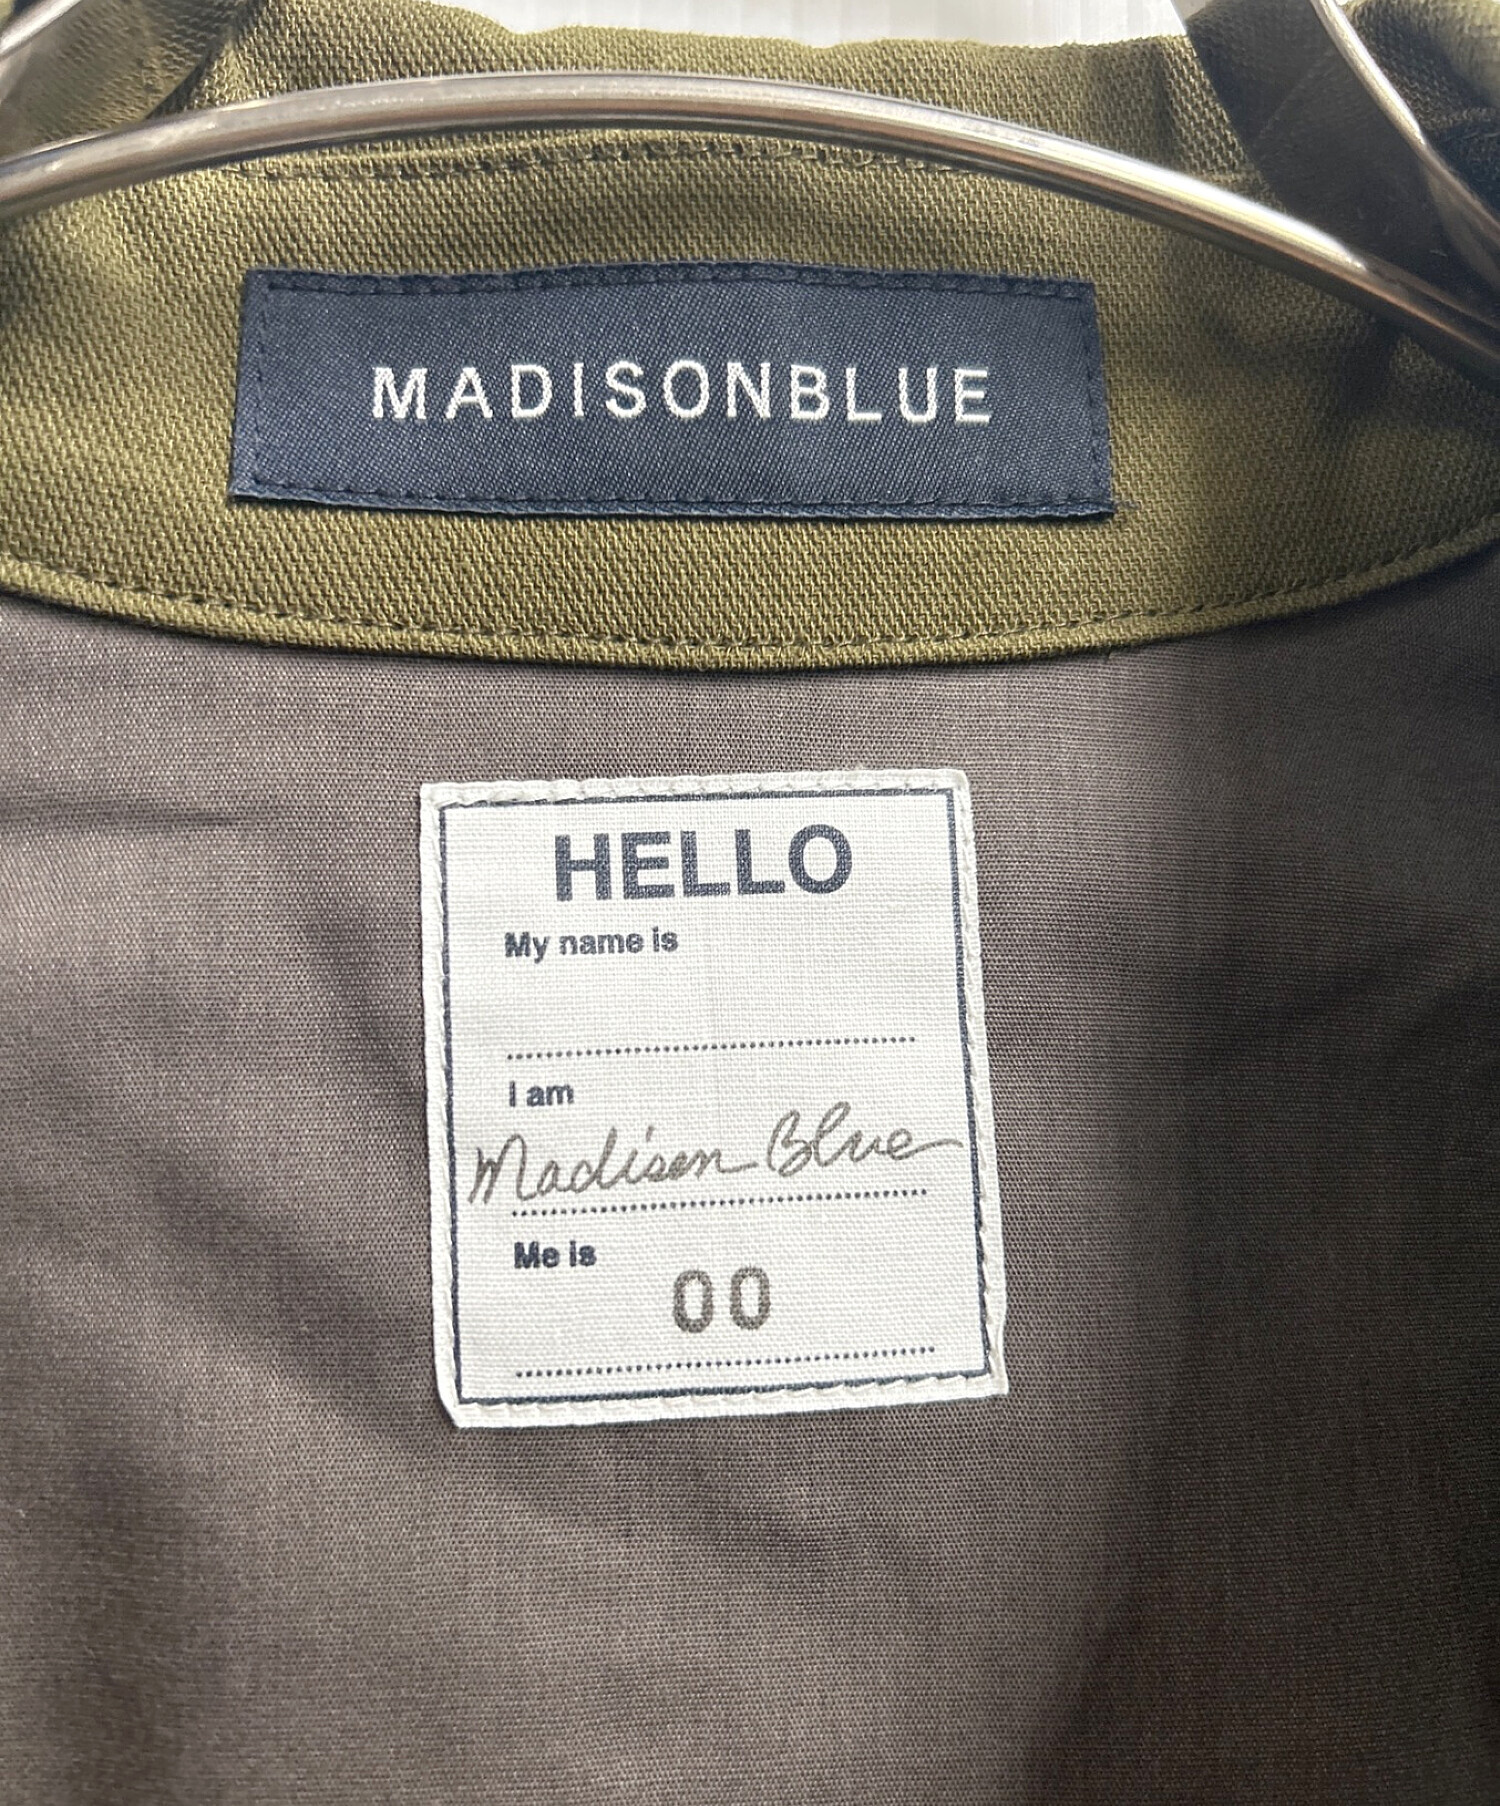 MADISONBLUE
HELLO
My name is
I am
Madison Blue
Me is
00